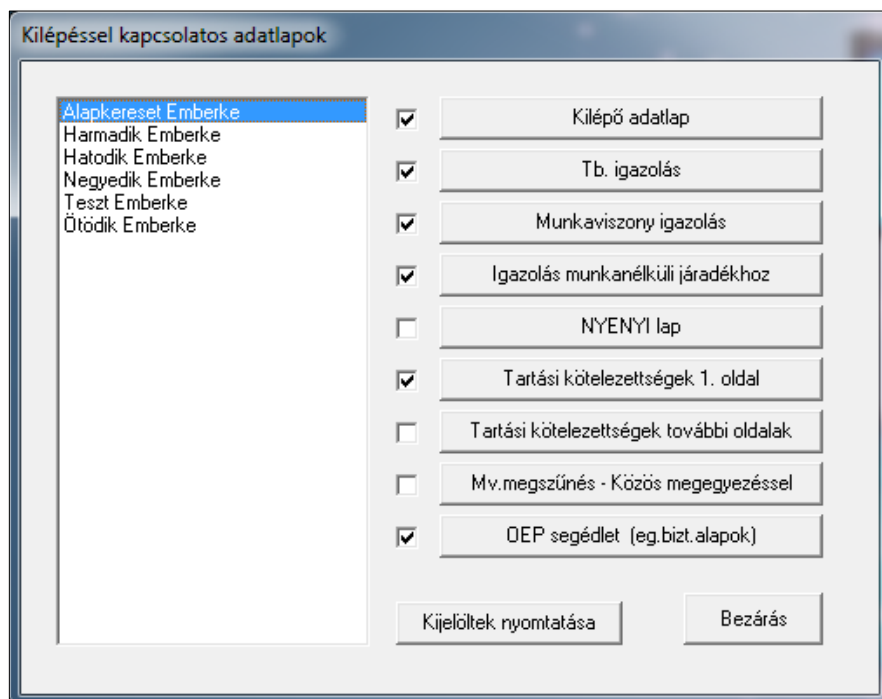 Kilépéssel kapcsolatos adatlapok
Alapkereset Emberke
Harmadik Emberke
Hatodik Emberke
Negyedik Emberke
Teszt Emberke
Ötödik Emberke
Kilépő adatlap
Tb. igazolás
Munkaviszony igazolás
Igazolás munkanélküli járadékhoz
NYENYI lap
Tartási kötelezettségek 1. oldal
Tartási kötelezettségek további oldalak
Mv.megszűnés - Közös megegyezéssel
OEP segédlet (eg.bizt.alapok)
Kijelöltek nyomtatása
Bezárás